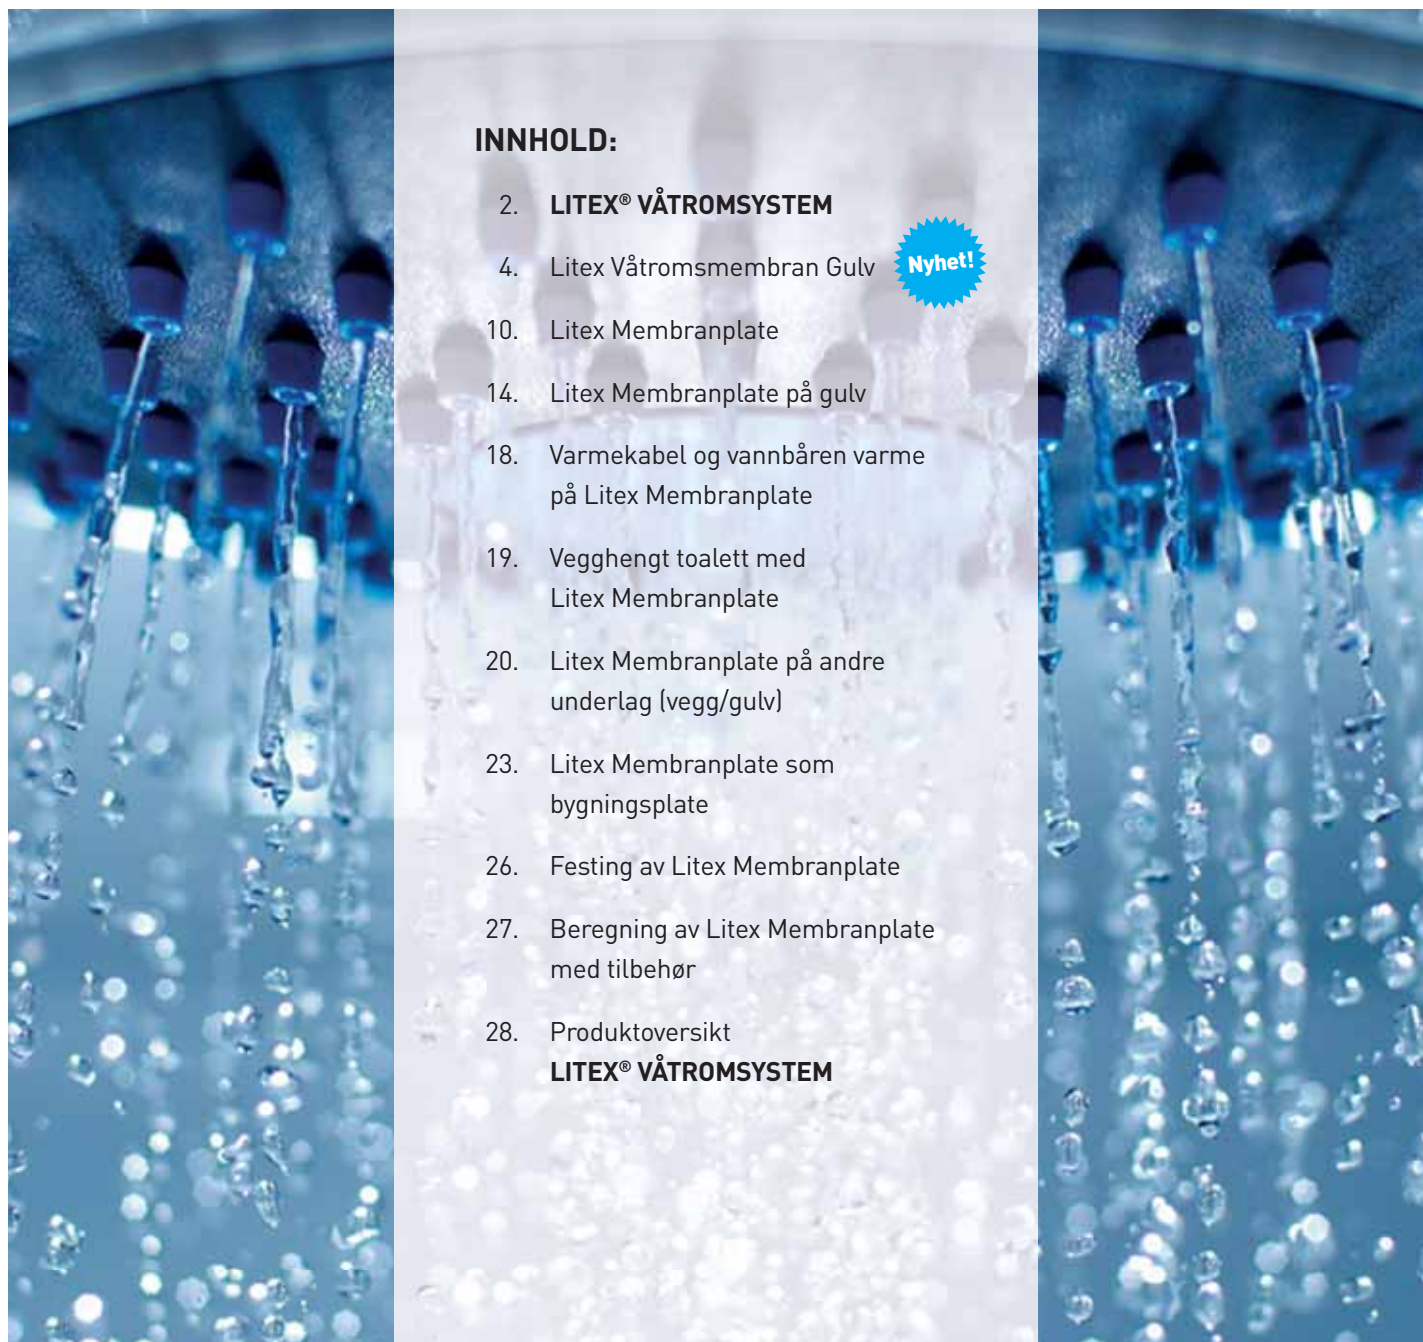 INNHOLD:
2. LITEX® VÅTROMSYSTEM
4. Litex Våtromsmembran Gulv
Nyhet!
10. Litex Membranplate
14. Litex Membranplate på gulv
18. Varmekabel og vannbåren varme
på Litex Membranplate
19. Vegghengt toalett med
Litex Membranplate
20. Litex Membranplate på andre
underlag (vegg/gulv)
23. Litex Membranplate som
bygningsplate
26. Festing av Litex Membranplate
27. Beregning av Litex Membranplate
med tilbehør
28. Produktoversikt
LITEX® VÅTROMSYSTEM